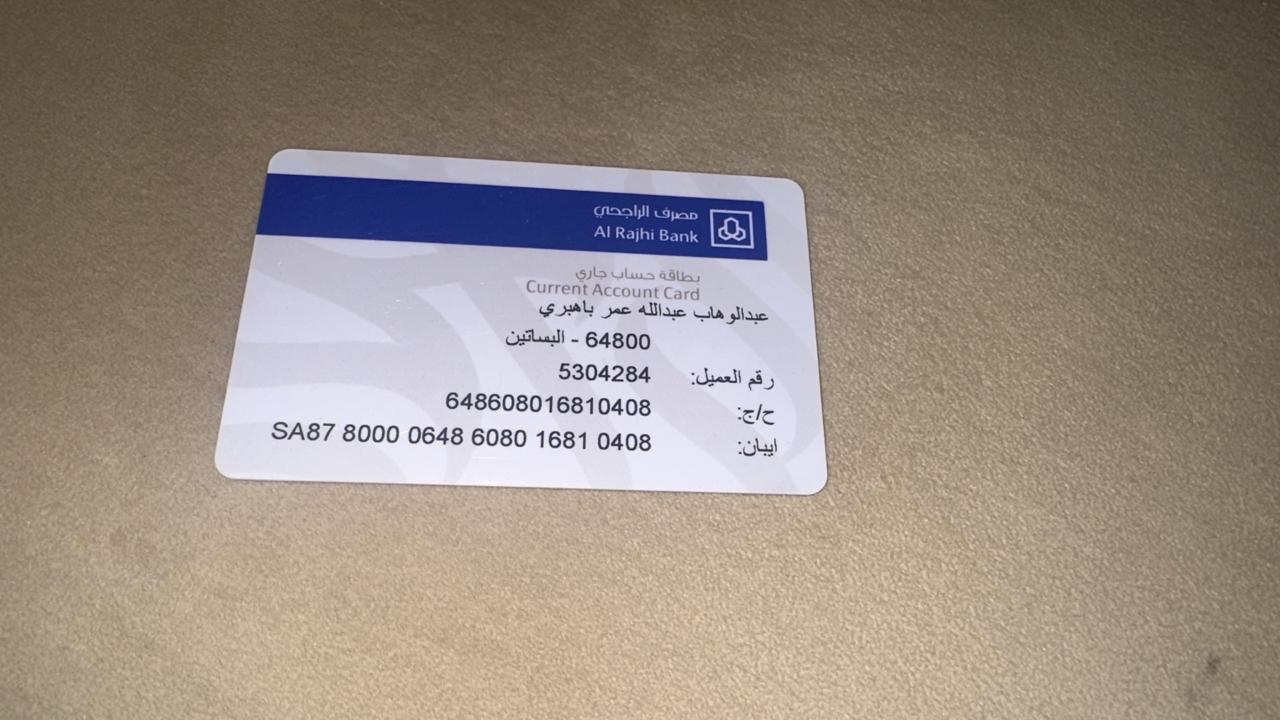 مصرف الراجحي
Al Rajhi Bank
بطاقة حساب جاري
Current Account Card
عبدالوهاب عبدالله عمر باهبري
64800 - البساتين
رقم العميل: 5304284
ح/ج: 648608016810408
ايبان: SA87 8000 0648 6080 1681 0408